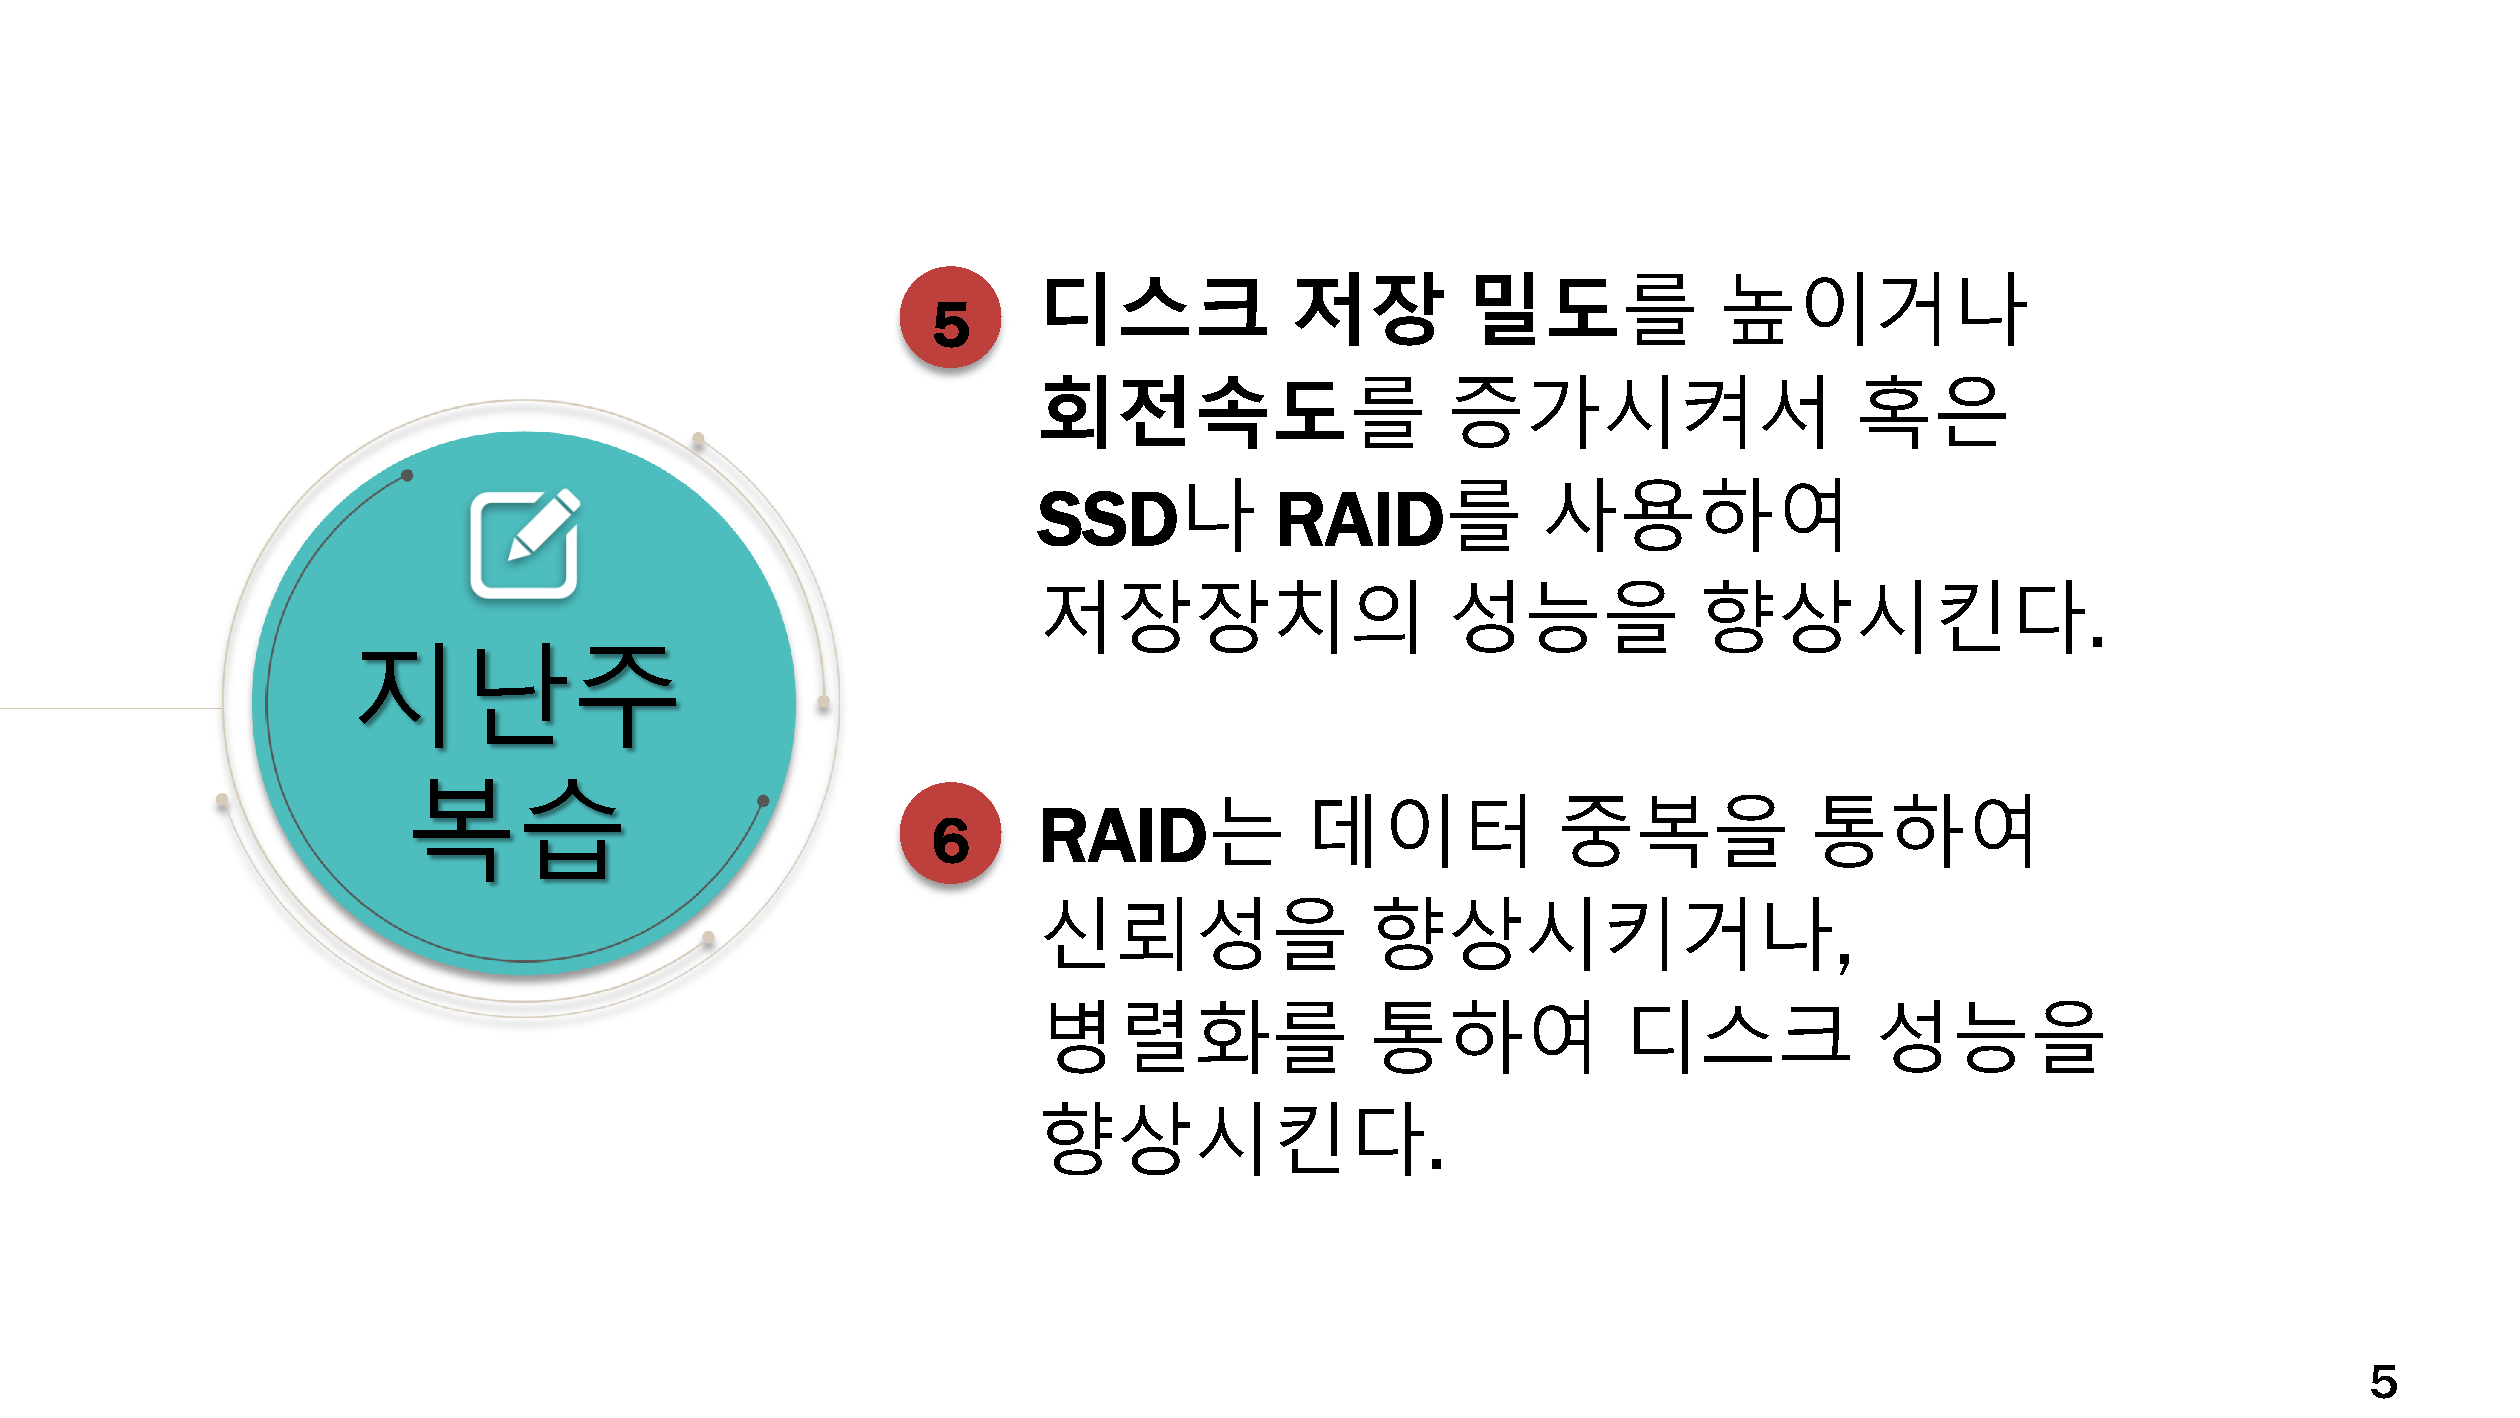 지난주
복습
5
디스크 저장 밀도를 높이거나
회전속도를 증가시켜서 혹은
SSD나 RAID를 사용하여
저장장치의 성능을 향상시킨다.
6
RAID는 데이터 중복을 통하여
신뢰성을 향상시키거나,
병렬화를 통하여 디스크 성능을
향상시킨다.
5